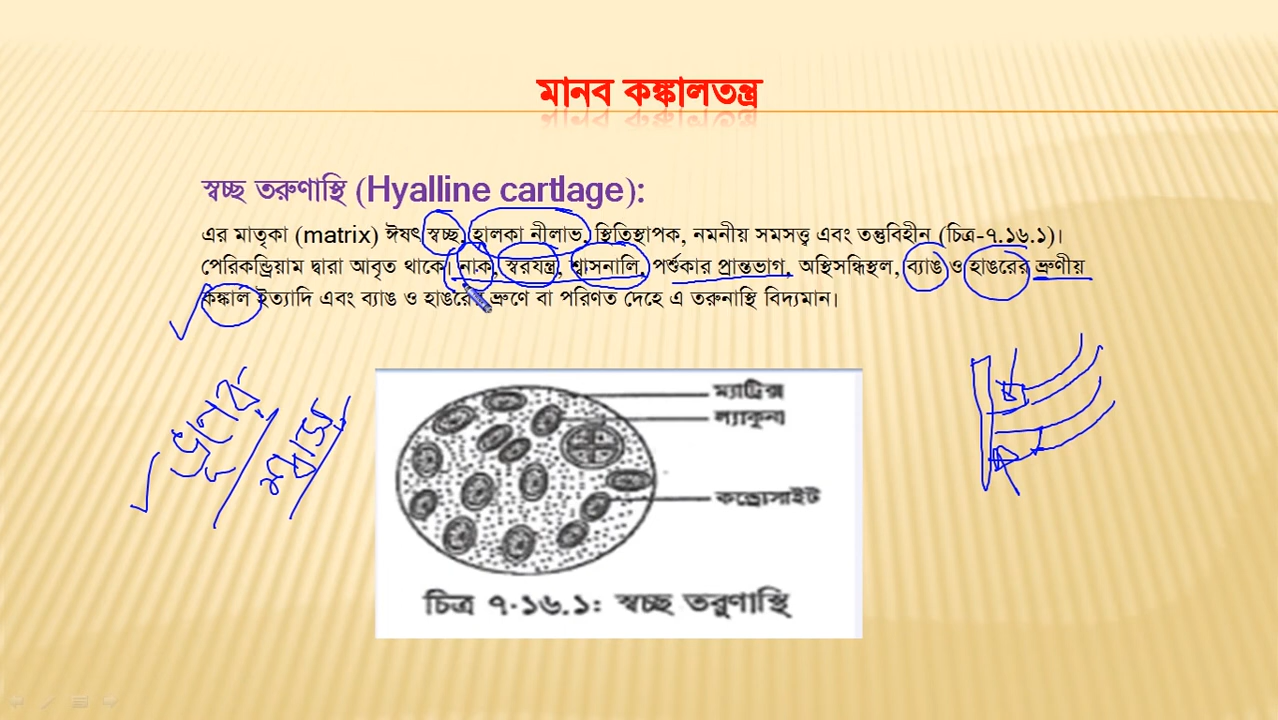 মানব কঙ্কালতন্ত্র
স্বচ্ছ তরুণাস্থি (Hyalline cartlage):
এর মাতৃকা (matrix) ঈষৎ স্বচ্ছ, হালকা নীলাভ, স্থিতিস্থাপক, নমনীয় সমসত্ত্ব এবং তন্তুবিহীন (চিত্র-৭.১৬.১)।
পেরিকন্ড্রিয়াম দ্বারা আবৃত থাকে। নাক, স্বরযন্ত্র, শ্বাসনালি, পর্শুকার প্রান্তভাগ, অস্থিসন্ধিস্থল, ব্যাঙ ও হাঙরের ভ্রুণীয়
কঙ্কাল ইত্যাদি এবং ব্যাঙ ও হাঙরের ভ্রুণে বা পরিণত দেহে এ তরুনাস্থি বিদ্যমান।
ম্যাট্রিক্স
ল্যাকুনা
কন্ড্রোসাইট
চিত্র ৭·১৬.১: স্বচ্ছ তরুণাস্থি